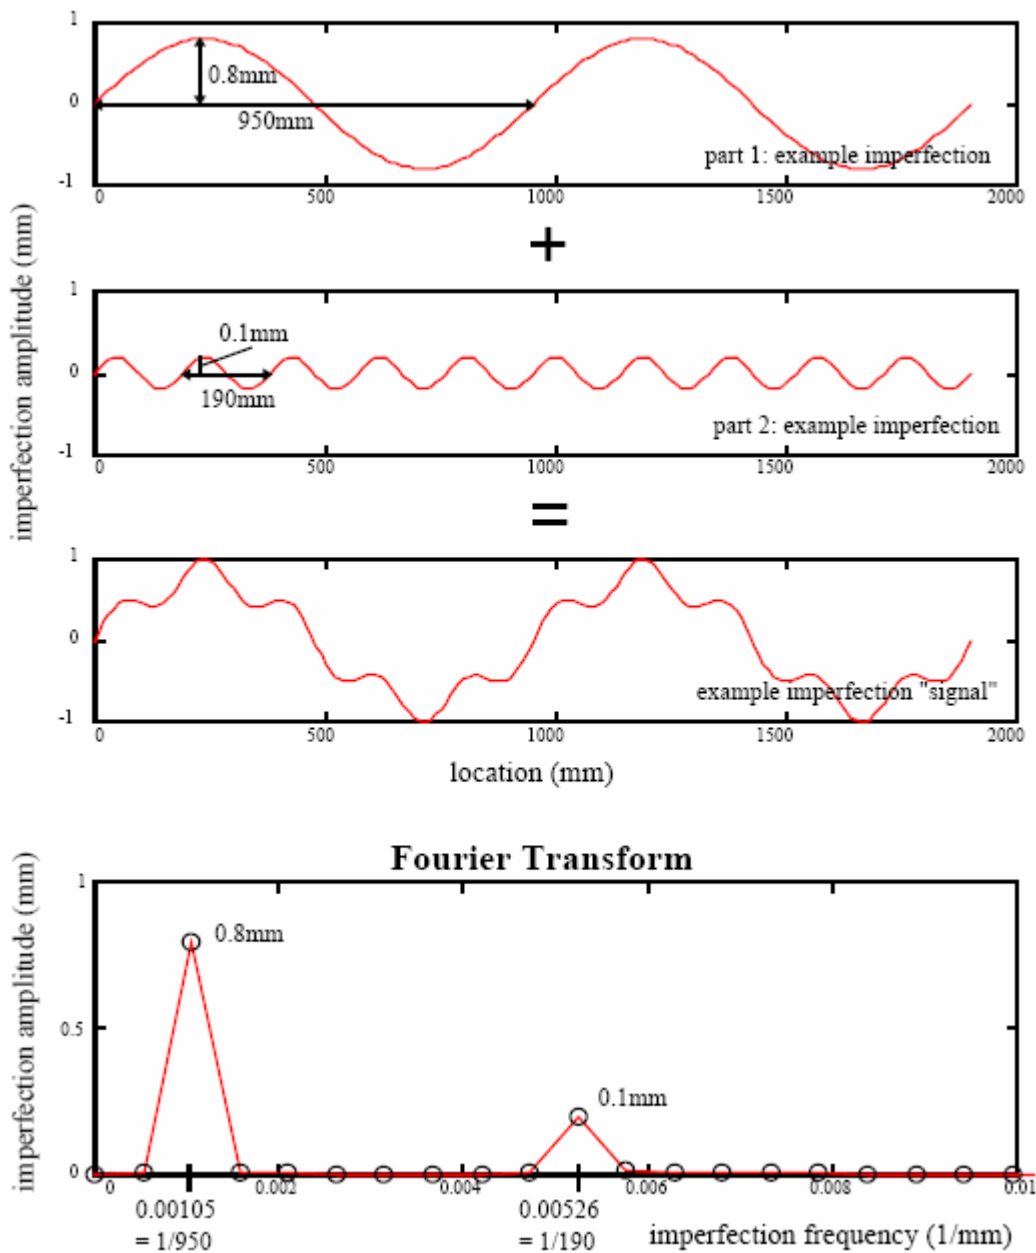 1
0.8mm
0
950mm
part 1: example imperfection
-1
0
500
1000
1500
2000
+
imperfection amplitude (mm)
1
0.1mm
0
190mm
part 2: example imperfection
-1
0
500
1000
1500
2000
=
1
0
example imperfection "signal"
-1
0
500
1000
1500
2000
location (mm)
Fourier Transform
imperfection amplitude (mm)
1
0.8mm
0.5
0.1mm
0
0
0.002
0.004
0.006
0.008
0.01
0.00105
= 1/950
0.00526
= 1/190
imperfection frequency (1/mm)